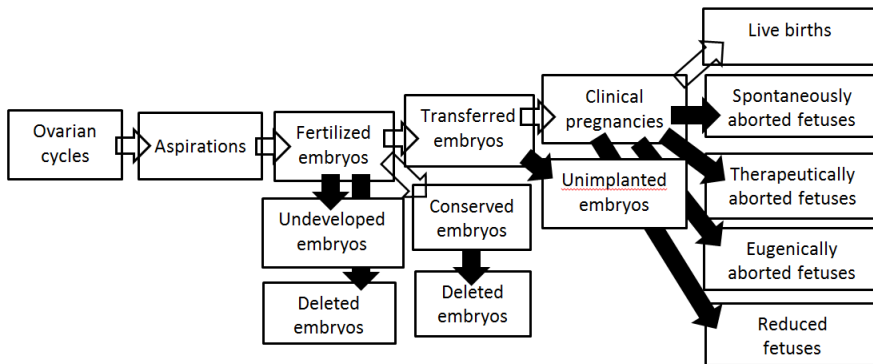 Ovarian
cycles
Aspirations
Fertilized
embryos
Undeveloped
embryos
Deleted
embryos
Transferred
embryos
Conserved
embryos
Deleted
embryos
Clinical
pregnancies
Unimplanted
embryos
Live births
Spontaneously
aborted fetuses
Therapeutically
aborted fetuses
Eugenically
aborted fetuses
Reduced
fetuses